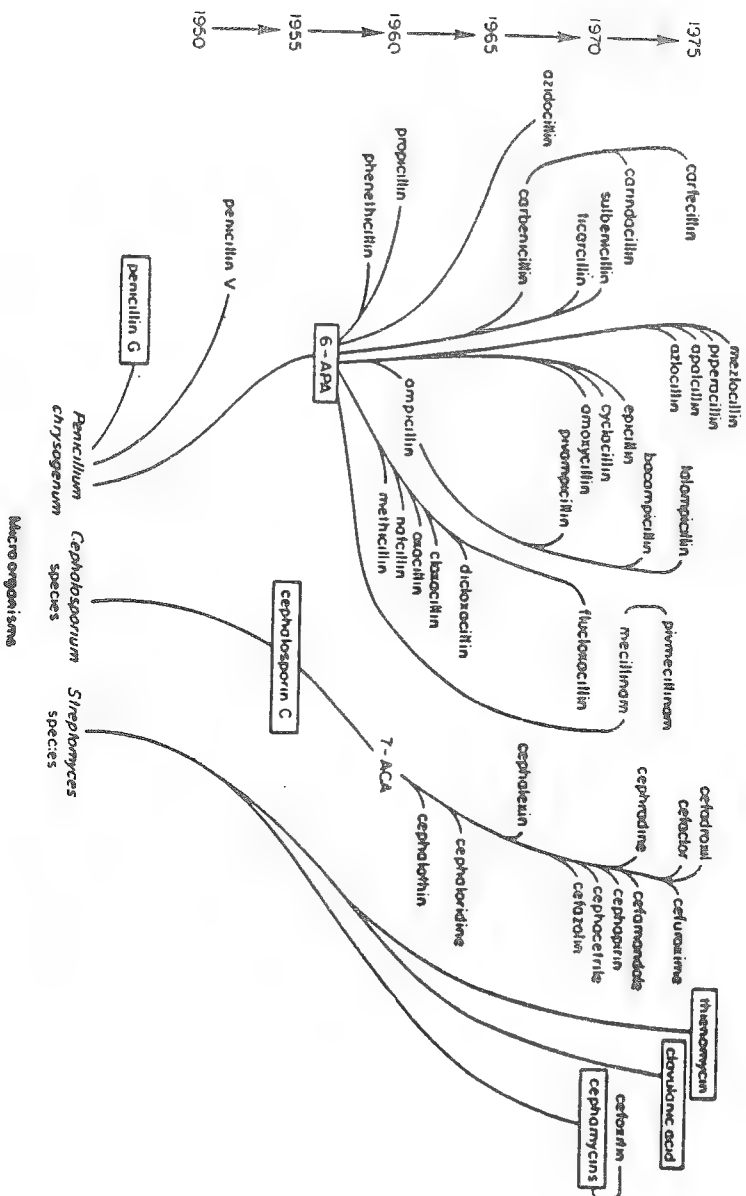 1975
1970
1965
1960
1955
1950
carfecillin
carindacillin
sulbenicillin
ticarcillin
carbenicillin
azidocillin
propicillin
phenethicillin
mezlocillin
piperacillin
apalcillin
azlocillin
epicillin
cyclacillin
amoxycillin
pivampicillin
ampicillin
talampicillin
bacampicillin
dicloxacillin
cloxacillin
oxacillin
nafcillin
methicillin
flucloxacillin
pivmecillinam
mecillinam
6-APA
penicillin V
penicillin G
cefadroxil
cefaclor
cefuroxime
cephradine
cefamandole
cephapirin
cephacetrile
cefazolin
cephalexin
cephaloridine
cephalothin
7-ACA
cephalosporin C
thienamycin
clavulanic acid
cefoxitin
cephamycins
Penicillium
chrysogenum
Cephalosporium
species
Streptomyces
species
Microorganisms